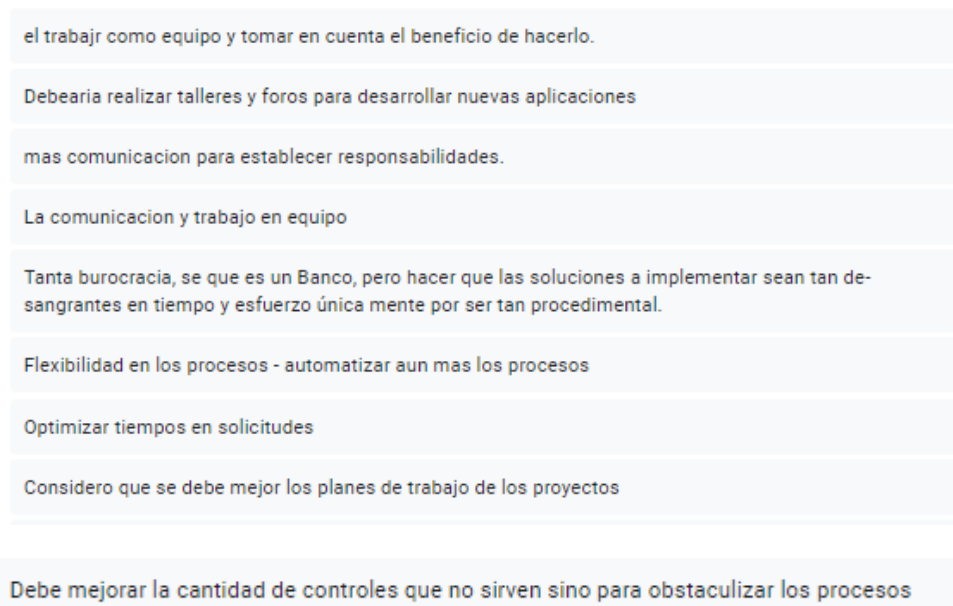 el trabajr como equipo y tomar en cuenta el beneficio de hacerlo.
Debearia realizar talleres y foros para desarrollar nuevas aplicaciones
mas comunicacion para establecer responsabilidades.
La comunicacion y trabajo en equipo
Tanta burocracia, se que es un Banco, pero hacer que las soluciones a implementar sean tan de-
sangrantes en tiempo y esfuerzo única mente por ser tan procedimental.
Flexibilidad en los procesos - automatizar aun mas los procesos
Optimizar tiempos en solicitudes
Considero que se debe mejor los planes de trabajo de los proyectos
Debe mejorar la cantidad de controles que no sirven sino para obstaculizar los procesos